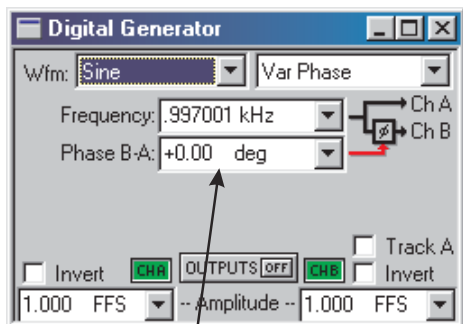 Digital Generator
Wfm: Sine Var Phase
Frequency: .997001 kHz
Ch A
Phase B-A: +0.00 deg
Ch B
Track A
Invert CHA OUTPUTS OFF CHB Invert
1.000 FFS -- Amplitude -- 1.000 FFS